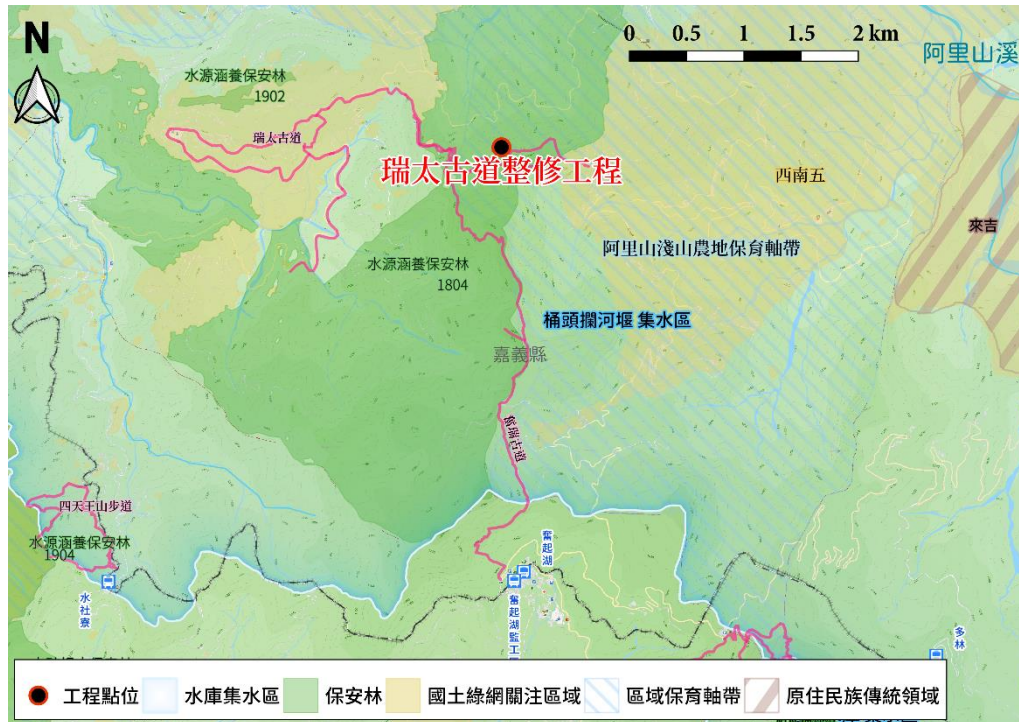 N
0 0.5 1 1.5 2 km
阿里山溪
水源涵養保安林
1902
瑞太古道
瑞太古道整修工程
西南五
來吉
阿里山淺山農地保育軸帶
水源涵養保安林
1804
桶頭攔河堰 集水區
嘉義縣
奮瑞古道
四天王山步道
水源涵養保安林
1904
水社寮
奮起湖
奮起湖監工區
多林
工程點位
水庫集水區
保安林
國土綠網關注區域
區域保育軸帶
原住民族傳統領域